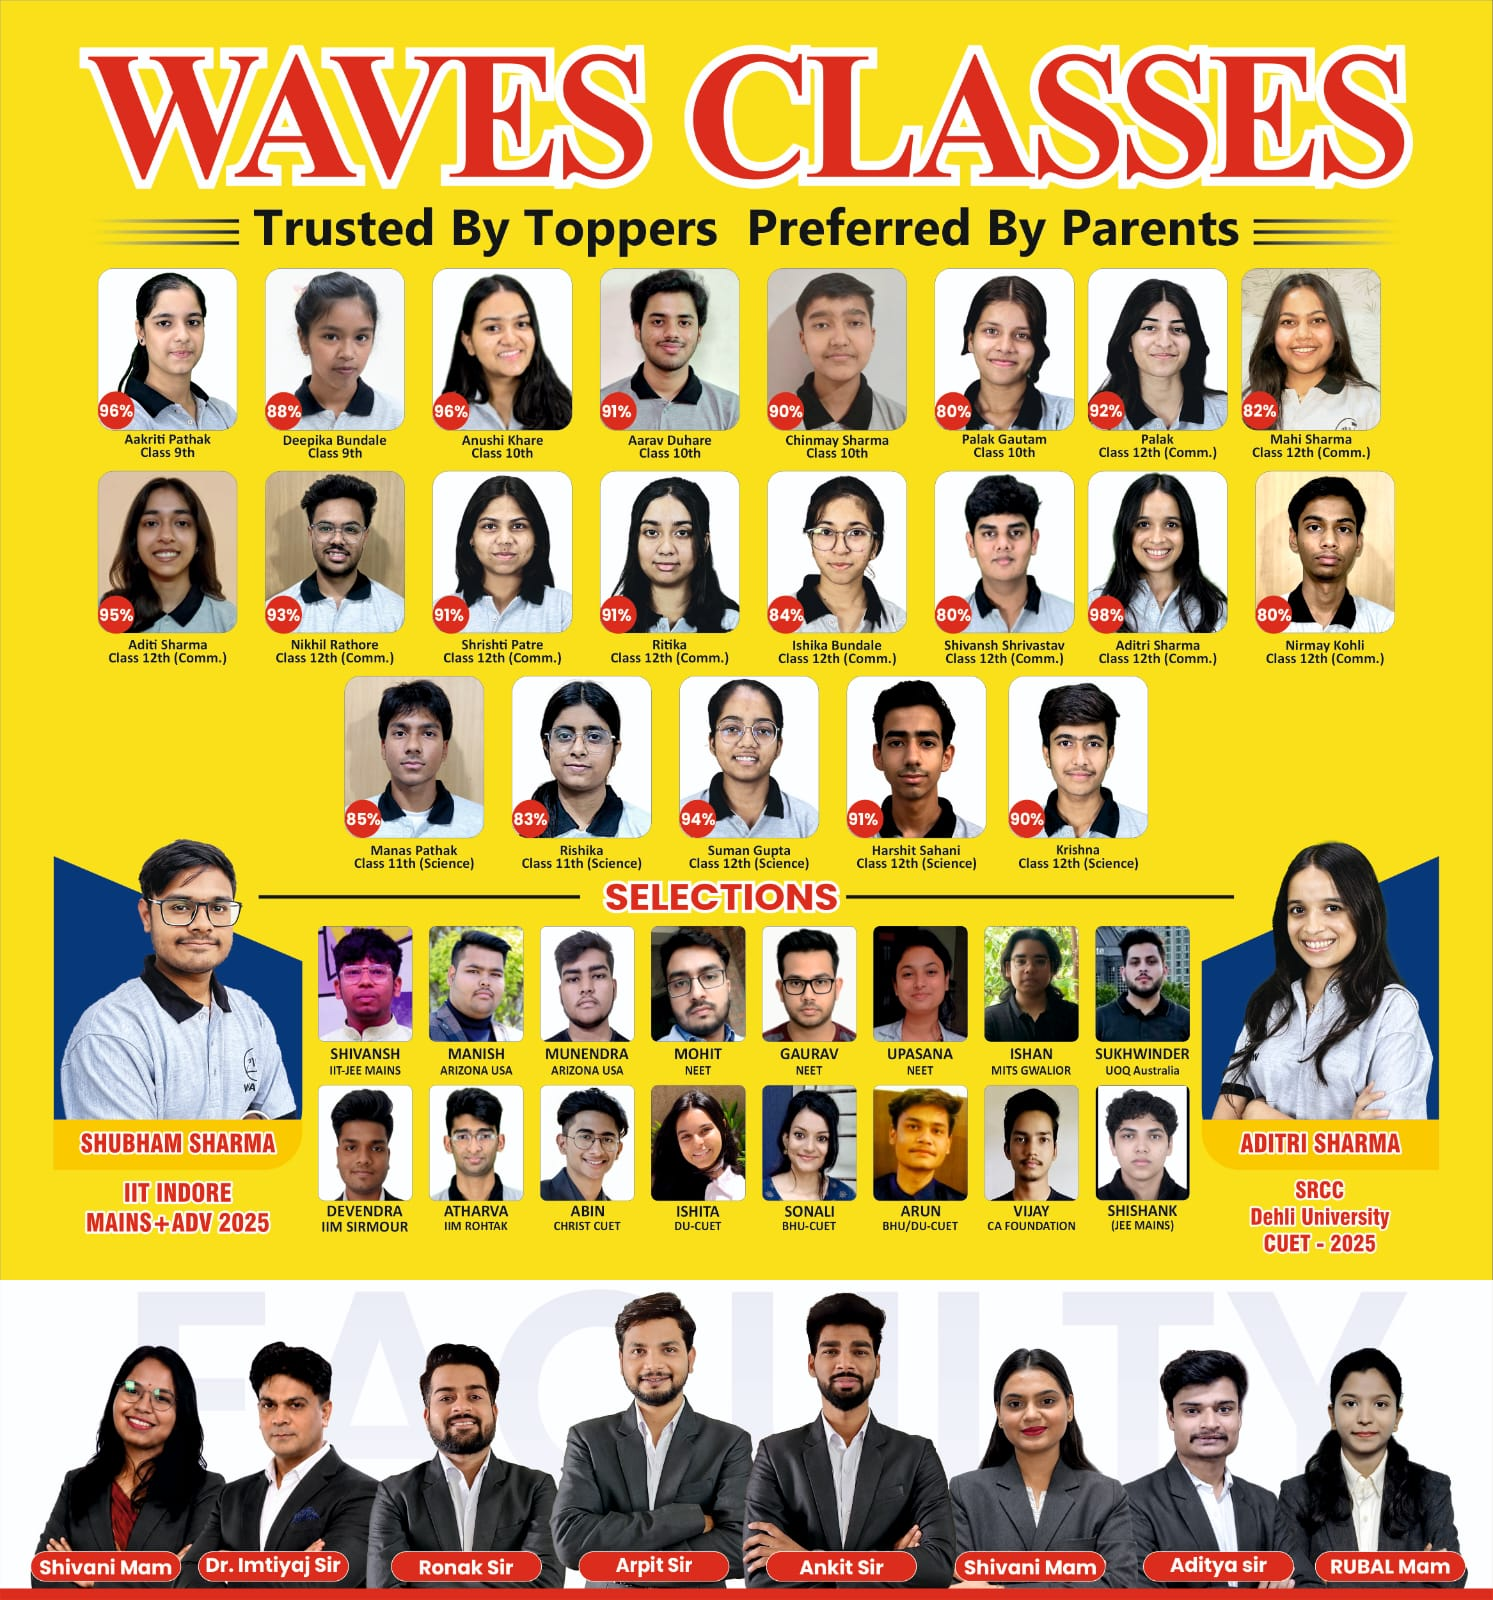 WAVES CLASSES
Trusted By Toppers Preferred By Parents
96%
88%
96%
91%
90%
80%
92%
82%
Aakriti Pathak
Class 9th
Deepika Bundale
Class 9th
Anushi Khare
Class 10th
Aarav Duhare
Class 10th
Chinmay Sharma
Class 10th
Palak Gautam
Class 10th
Palak
Class 12th (Comm.)
Mahi Sharma
Class 12th (Comm.)
95%
93%
91%
91%
84%
80%
98%
80%
Aditi Sharma
Class 12th (Comm.)
Nikhil Rathore
Class 12th (Comm.)
Shrishti Patre
Class 12th (Comm.)
Ritika
Class 12th (Comm.)
Ishika Bundale
Class 12th (Comm.)
Shivansh Shrivastav
Class 12th (Comm.)
Aditri Sharma
Class 12th (Comm.)
Nirmay Kohli
Class 12th (Comm.)
85%
83%
94%
91%
90%
Manas Pathak
Class 11th (Science)
Rishika
Class 11th (Science)
Suman Gupta
Class 12th (Science)
Harshit Sahani
Class 12th (Science)
Krishna
Class 12th (Science)
SELECTIONS
SHIVANSH
IIT-JEE MAINS
MANISH
ARIZONA USA
MUNENDRA
ARIZONA USA
MOHIT
NEET
GAURAV
NEET
UPASANA
NEET
ISHAN
MITS GWALIOR
SUKHWINDER
UOQ Australia
DEVENDRA
IIM SIRMOUR
ATHARVA
IIM ROHTAK
ABIN
CHRIST CUET
ISHITA
DU-CUET
SONALI
BHU-CUET
ARUN
BHU/DU-CUET
VIJAY
CA FOUNDATION
SHISHANK
(JEE MAINS)
SHUBHAM SHARMA
IIT INDORE
MAINS+ADV 2025
ADITRI SHARMA
SRCC
Dehli University
CUET - 2025
FACULTY
Shivani Mam
Dr. Imtiyaj Sir
Ronak Sir
Arpit Sir
Ankit Sir
Shivani Mam
Aditya sir
RUBAL Mam